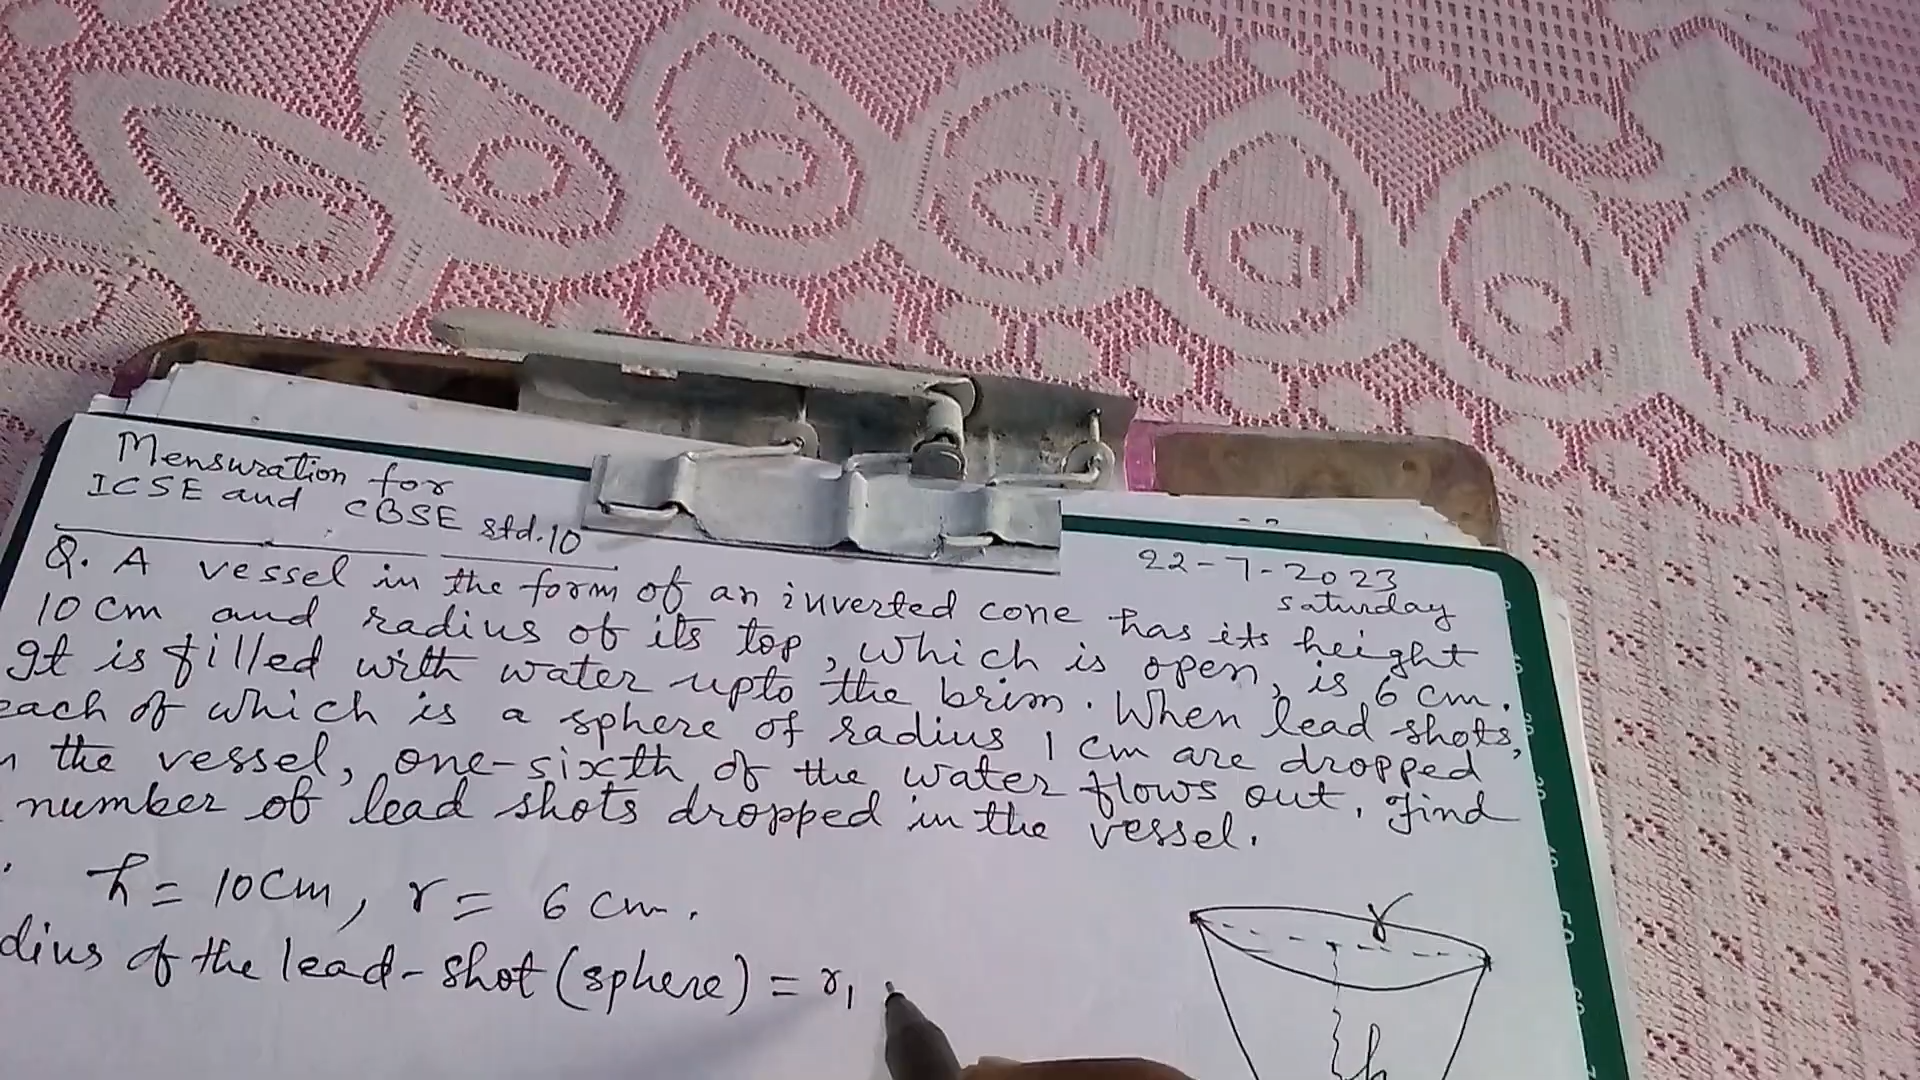 Mensuration for
ICSE and CBSE std.10
22-7-2023
saturday
Q. A vessel in the form of an inverted cone has its height
10 cm and radius of its top, which is open, is 6 cm.
It is filled with water upto the brim. When lead shots,
each of which is a sphere of radius 1 cm are dropped
the vessel, one-sixth of the water flows out. find
number of lead shots dropped in the vessel.
h = 10 cm, r = 6 cm.
dius of the lead-shot (sphere) = r₁
r
h